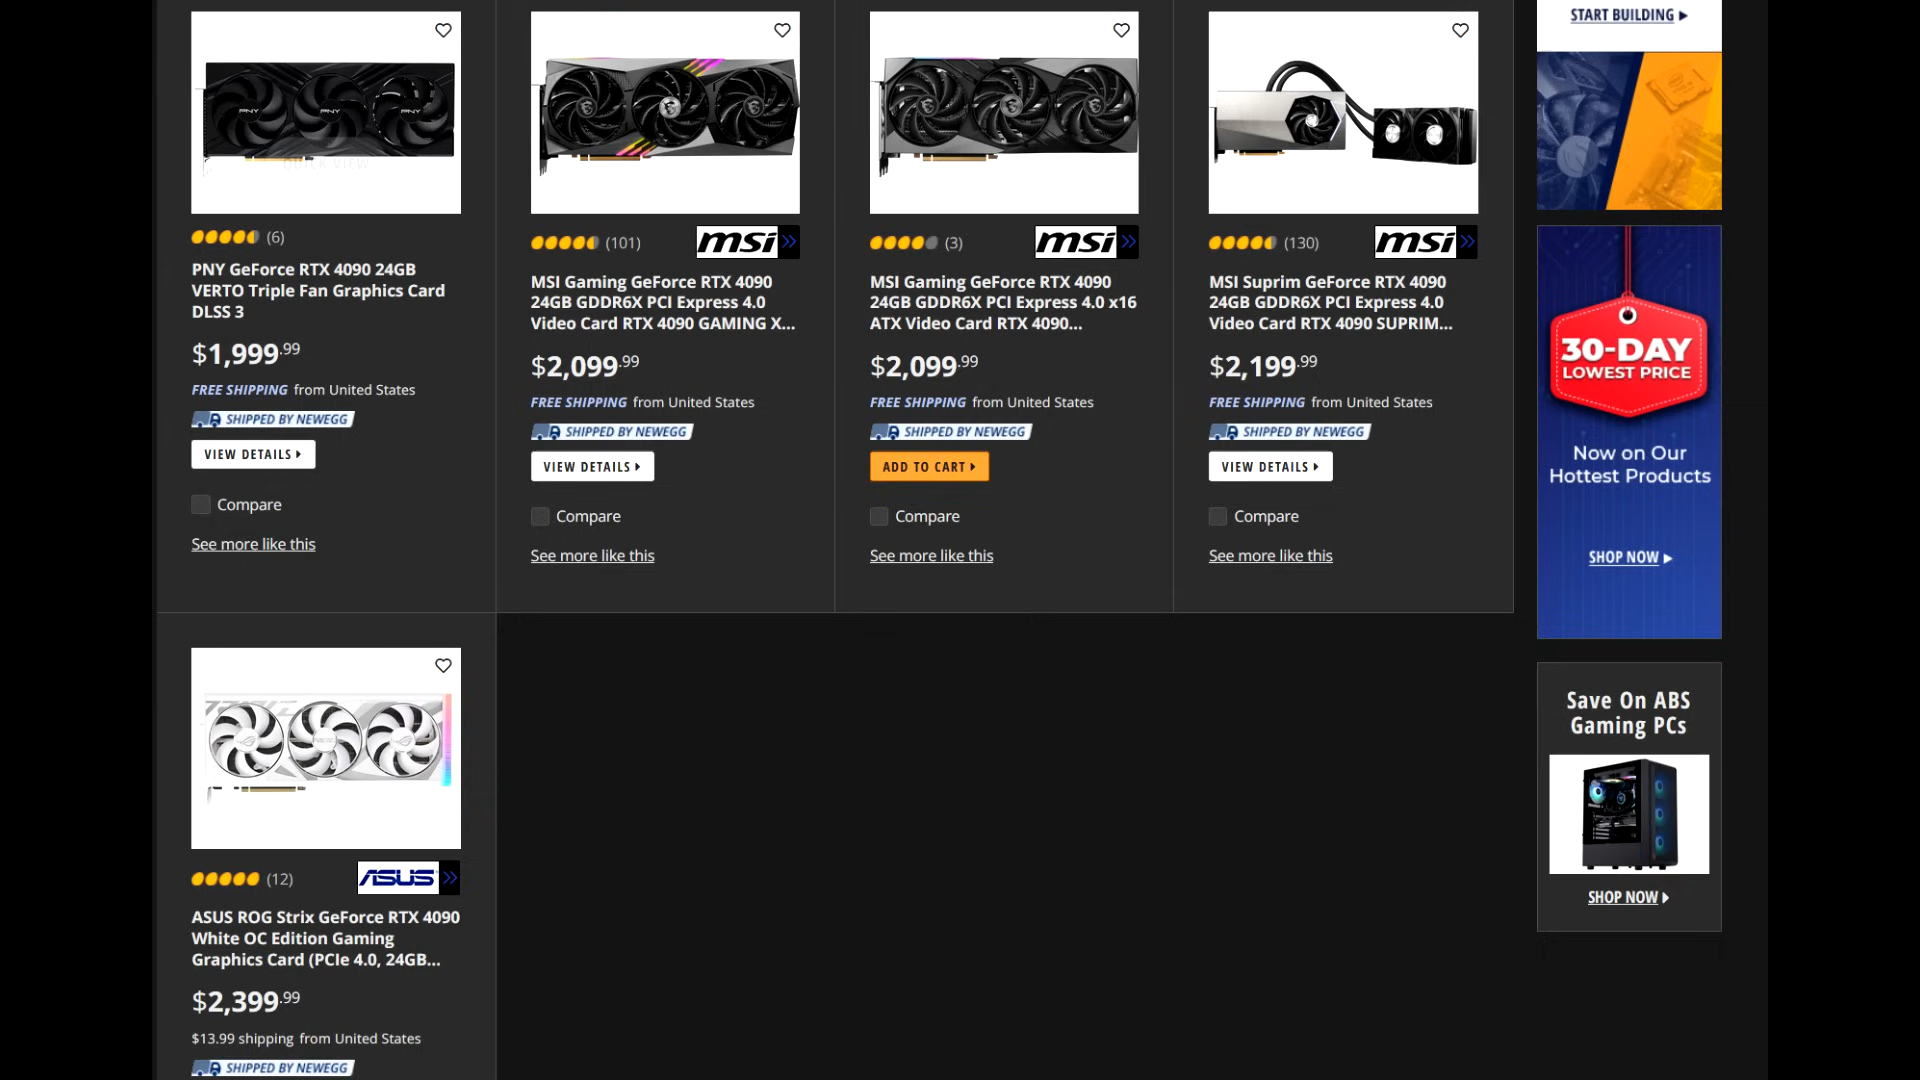 START BUILDING
PNY
PNY
QUICK VIEW
(6)
PNY GeForce RTX 4090 24GB
VERTO Triple Fan Graphics Card
DLSS 3
$1,999.99
FREE SHIPPING from United States
SHIPPED BY NEWEGG
VIEW DETAILS
Compare
See more like this
(101)
msi
MSI Gaming GeForce RTX 4090
24GB GDDR6X PCI Express 4.0
Video Card RTX 4090 GAMING X...
$2,099.99
FREE SHIPPING from United States
SHIPPED BY NEWEGG
VIEW DETAILS
Compare
See more like this
(3)
msi
MSI Gaming GeForce RTX 4090
24GB GDDR6X PCI Express 4.0 x16
ATX Video Card RTX 4090...
$2,099.99
FREE SHIPPING from United States
SHIPPED BY NEWEGG
ADD TO CART
Compare
See more like this
(130)
msi
MSI Suprim GeForce RTX 4090
24GB GDDR6X PCI Express 4.0
Video Card RTX 4090 SUPRIM...
$2,199.99
FREE SHIPPING from United States
SHIPPED BY NEWEGG
VIEW DETAILS
Compare
See more like this
30-DAY
LOWEST PRICE
Now on Our
Hottest Products
SHOP NOW
(12)
ASUS
ASUS ROG Strix GeForce RTX 4090
White OC Edition Gaming
Graphics Card (PCIe 4.0, 24GB...
$2,399.99
$13.99 shipping from United States
SHIPPED BY NEWEGG
Save On ABS
Gaming PCs
SHOP NOW